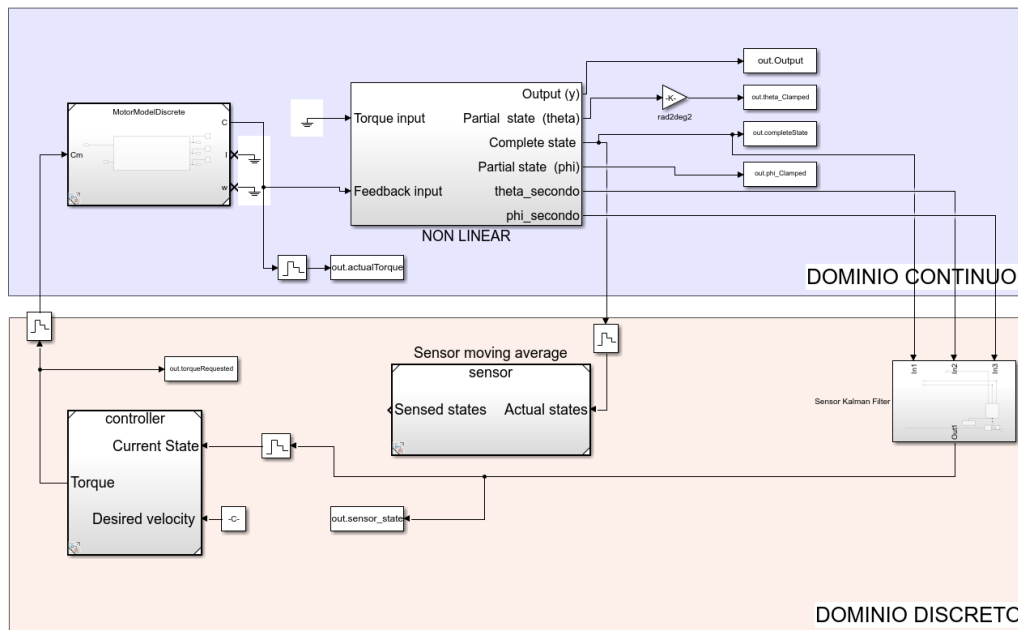 out.Output
MotorModelDiscrete
Output (y)
-K-
out.theta_Clamped
Torque input
Partial state (theta)
C
rad2deg2
out.completeState
Complete state
Cm
I
Partial state (phi)
out.phi_Clamped
w
Feedback input
theta_secondo
phi_secondo
NON LINEAR
out.actualTorque
DOMINIO CONTINUO
Sensor moving average
out.torqueRequested
sensor
In1
In2
In3
Sensor Kalman Filter
Sensed states
Actual states
controller
Out1
Current State
Torque
Desired velocity
-C-
out.sensor_state
DOMINIO DISCRETO